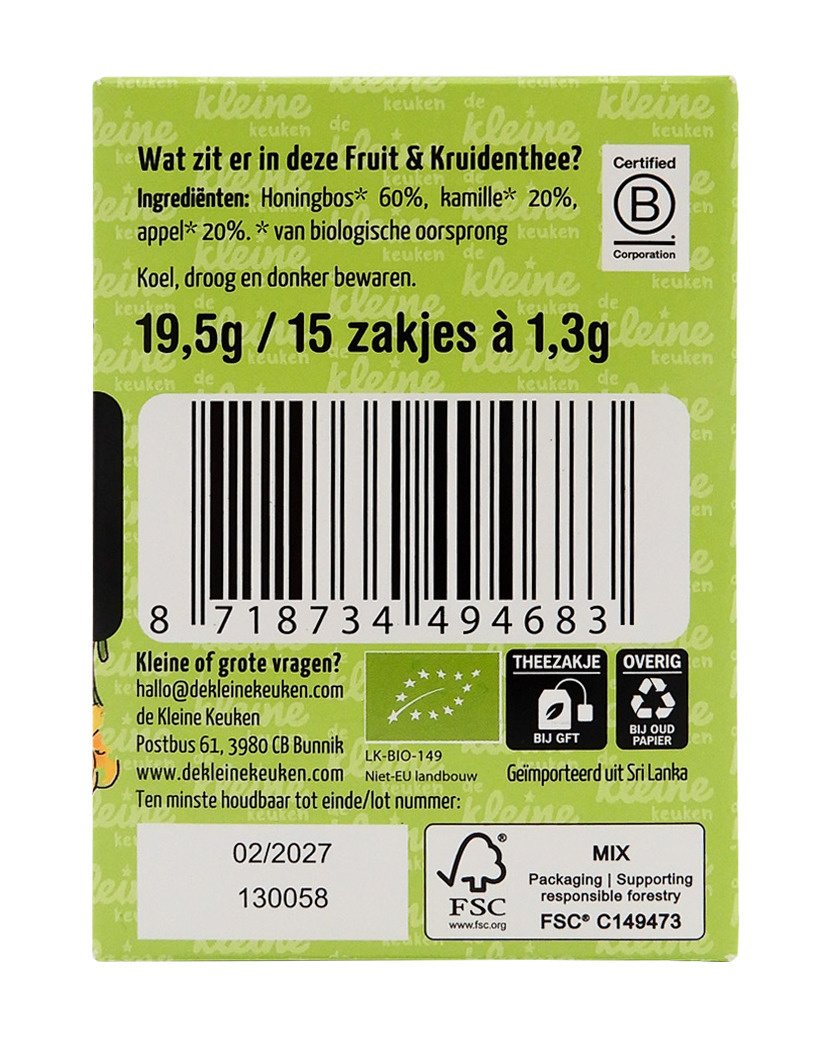 Wat zit er in deze Fruit & Kruidenthee?
Ingrediënten: Honingbos* 60%, kamille* 20%,
appel* 20%. * van biologische oorsprong
Koel, droog en donker bewaren.
19,5g / 15 zakjes à 1,3g
Certified
B
Corporation
8 718734 494683
Kleine of grote vragen?
hallo@dekleinekeuken.com
de Kleine Keuken
Postbus 61, 3980 CB Bunnik
www.dekleinekeuken.com
LK-BIO-149
Niet-EU landbouw
THEEZAKJE
BIJ GFT
OVERIG
BIJ OUD
PAPIER
Geïmporteerd uit Sri Lanka
Ten minste houdbaar tot einde/lot nummer:
02/2027
130058
FSC®
www.fsc.org
MIX
Packaging | Supporting
responsible forestry
FSC® C149473
de kleine keuken